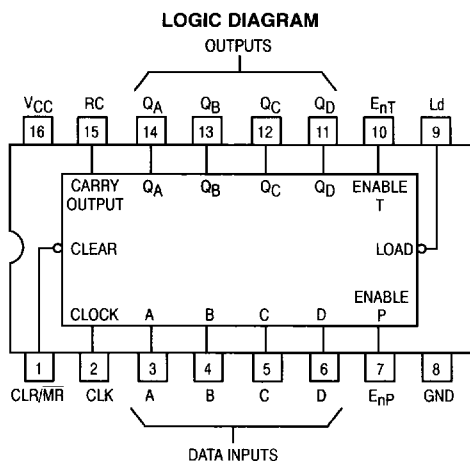 LOGIC DIAGRAM
OUTPUTS
VCC RC QA QB QC QD EnT Ld
16 15 14 13 12 11 10 9
CARRY OUTPUT QA QB QC QD ENABLE T
CLEAR LOAD
ENABLE P
CLOCK A B C D
1 2 3 4 5 6 7 8
CLR/M̅R̅ CLK A B C D EnP GND
DATA INPUTS